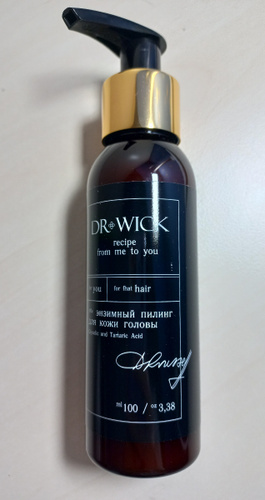 DR WICK
recipe
from me to you
you for that hair
энзимный пилинг
для кожи головы
and Tartaric Acid
ml 100 / oz 3,38